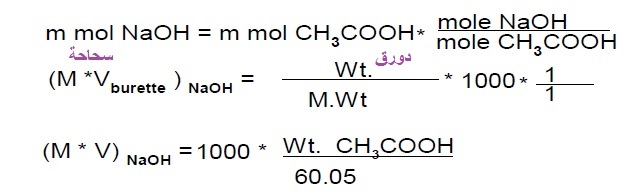 m mol NaOH = m mol CH₃COOH* mole NaOH / mole CH₃COOH
سحاحة دورق
(M *V burette ) NaOH = Wt. / M.Wt * 1000 * 1 / 1
(M * V) NaOH = 1000 * Wt. CH₃COOH / 60.05